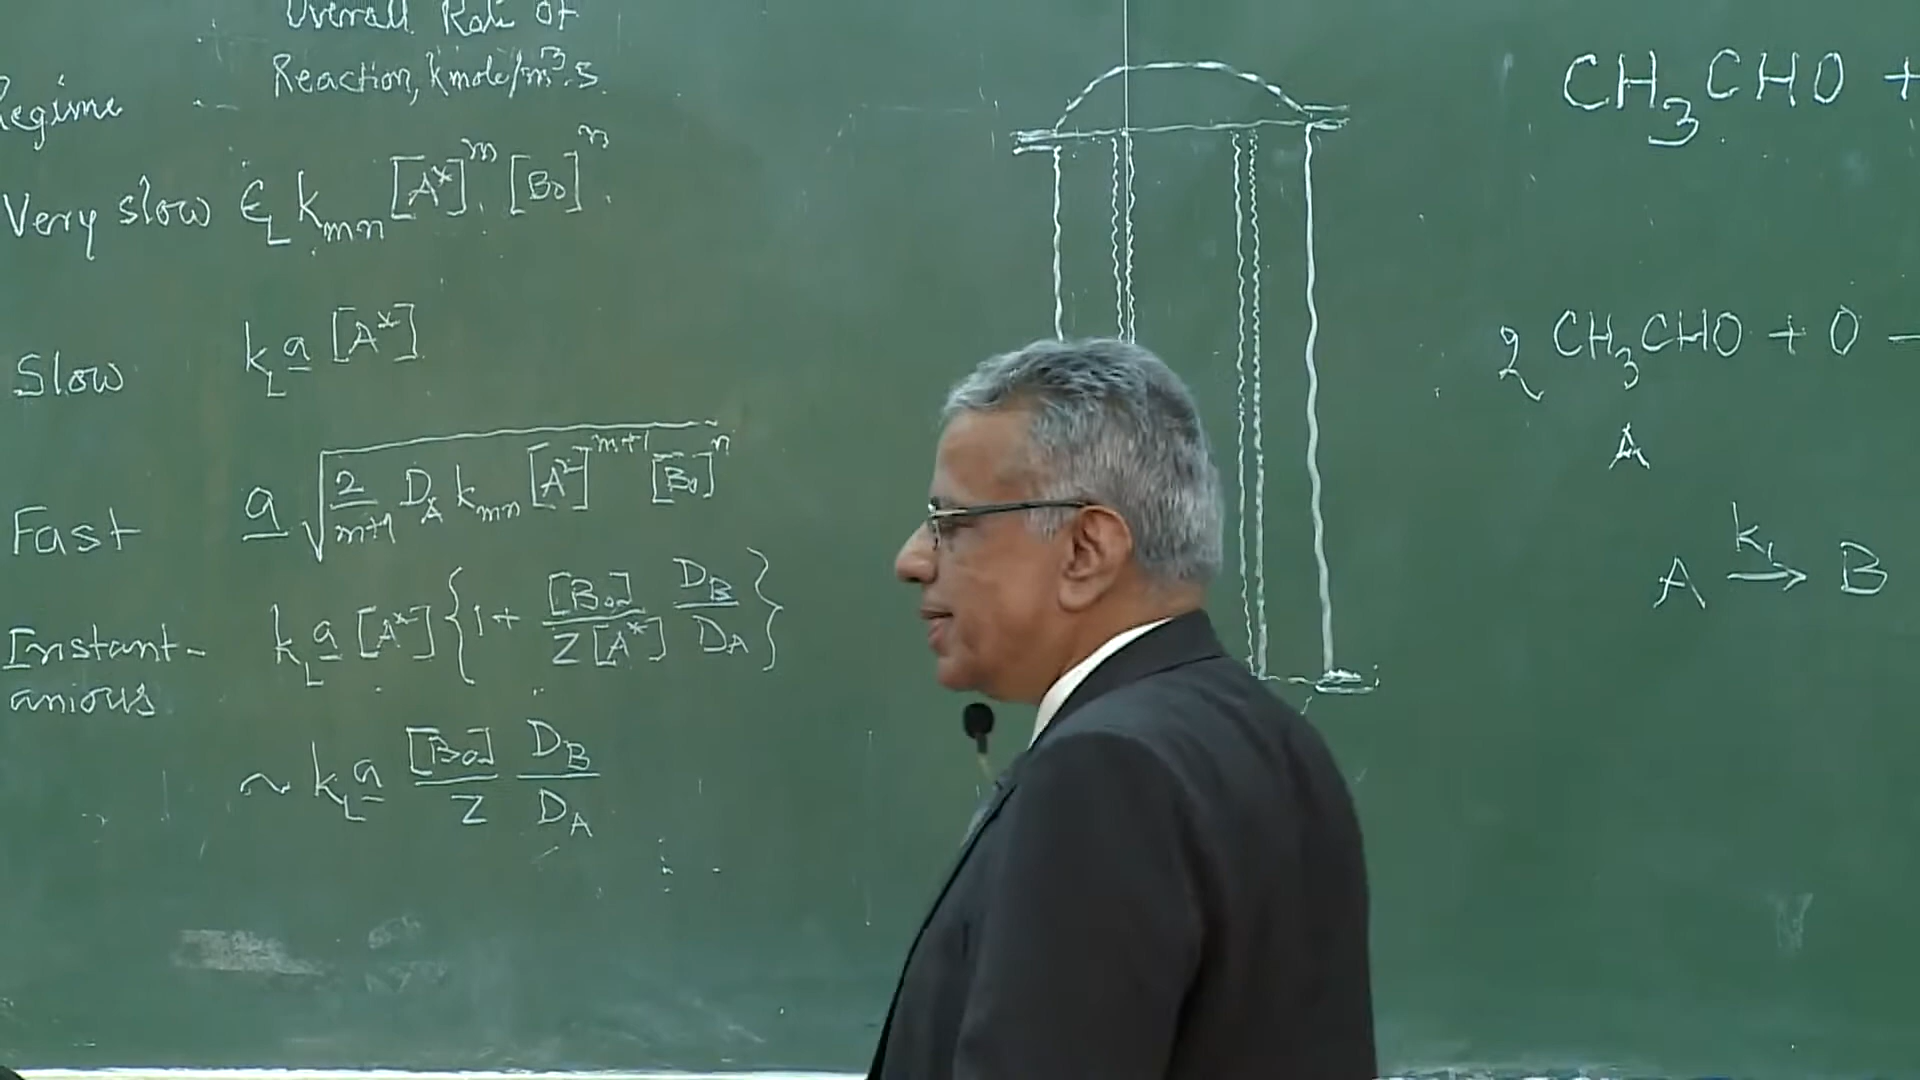 Overall Rate of
Reaction, kmole/m³.s
Regime
Very slow ϵ_L k_mn [A*]^m [B₀]^n
Slow k_L a [A*]
Fast a √(2/(m+1) D_A k_mn [A*]^(m+1) [B₀]^n)
Instant-
anious
k_L a [A*] {1 + [B₀]/(Z[A*]) D_B/D_A}
~ k_L a [B₀]/Z D_B/D_A
CH₃CHO +
2 CH₃CHO + O –
A
A →(k₁) B